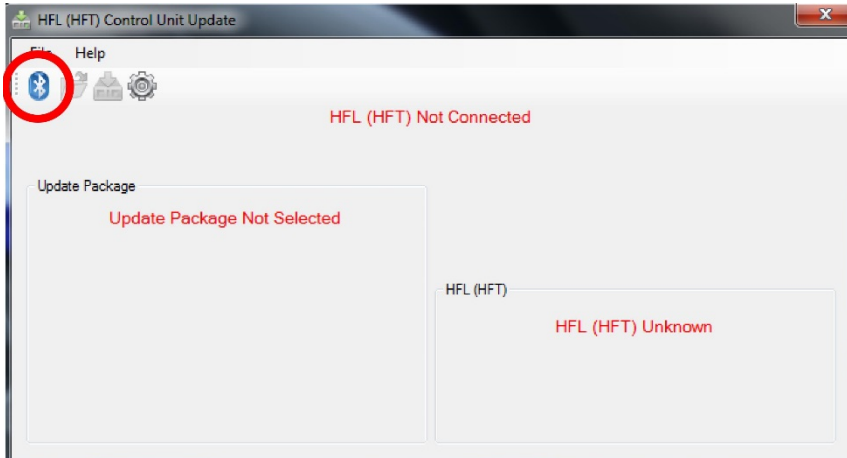 HFL (HFT) Control Unit Update
File Help
HFL (HFT) Not Connected
Update Package
Update Package Not Selected
HFL (HFT)
HFL (HFT) Unknown